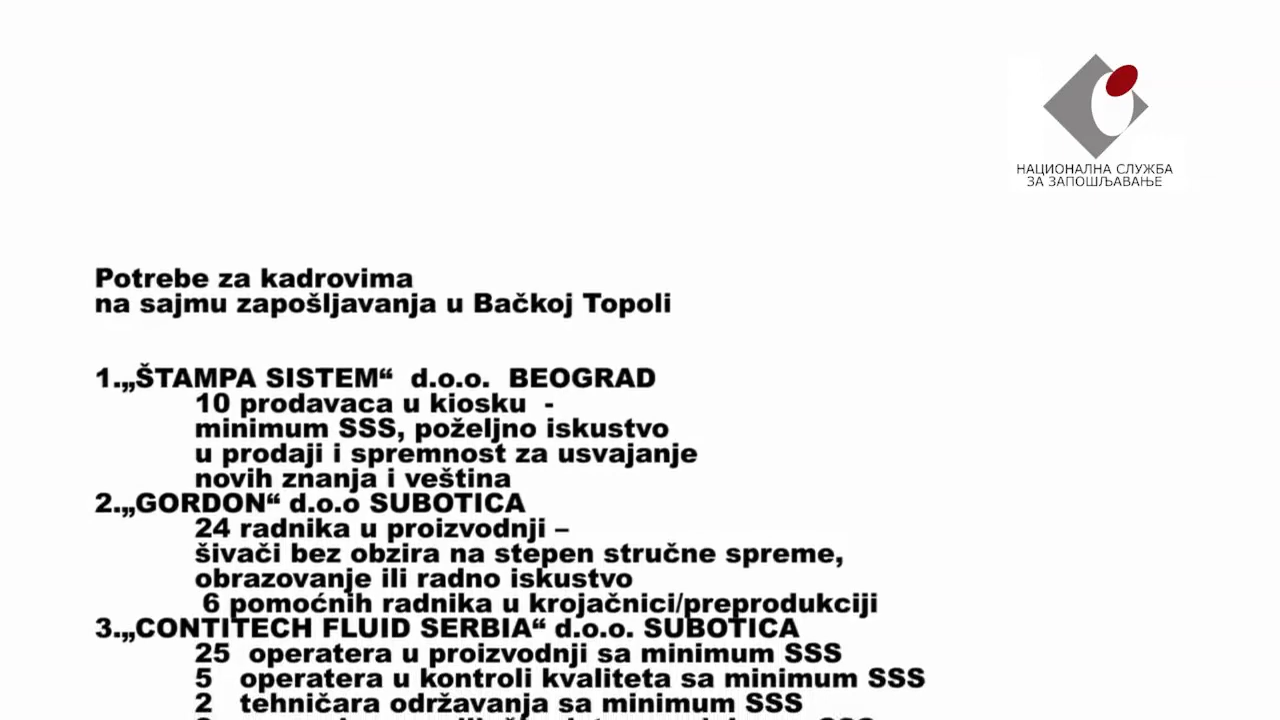 НАЦИОНАЛНА СЛУЖБА
ЗА ЗАПОШЉАВАЊЕ
Potrebe za kadrovima
na sajmu zapošljavanja u Bačkoj Topoli
1.„ŠTAMPA SISTEM“ d.o.o. BEOGRAD
10 prodavaca u kiosku -
minimum SSS, poželjno iskustvo
u prodaji i spremnost za usvajanje
novih znanja i veština
2.„GORDON“ d.o.o SUBOTICA
24 radnika u proizvodnji –
šivači bez obzira na stepen stručne spreme,
obrazovanje ili radno iskustvo
6 pomoćnih radnika u krojačnici/preprodukciji
3.„CONTITECH FLUID SERBIA“ d.o.o. SUBOTICA
25 operatera u proizvodnji sa minimum SSS
5 operatera u kontroli kvaliteta sa minimum SSS
2 tehničara održavanja sa minimum SSS